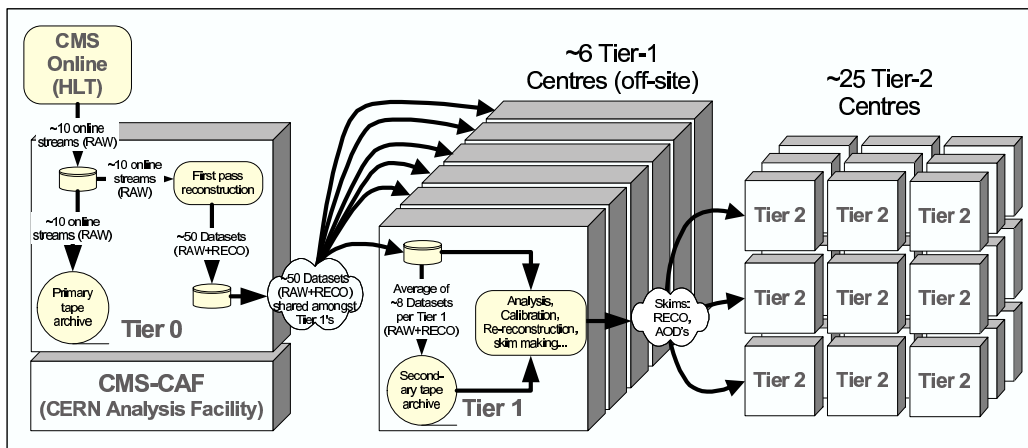 CMS
Online
(HLT)
~10 online
streams (RAW)
~10 online
streams
(RAW)
First pass
reconstruction
~10 online
streams (RAW)
~50 Datasets
(RAW+RECO)
Primary
tape
archive
Tier 0
CMS-CAF
(CERN Analysis Facility)
~50 Datasets
(RAW+RECO)
shared amongst
Tier 1's
~6 Tier-1
Centres (off-site)
Average of
~8 Datasets
per Tier 1
(RAW+RECO)
Analysis,
Calibration,
Re-reconstruction,
skim making...
Second-
ary tape
archive
Tier 1
Skims:
RECO,
AOD's
~25 Tier-2
Centres
Tier 2
Tier 2
Tier 2
Tier 2
Tier 2
Tier 2
Tier 2
Tier 2
Tier 2